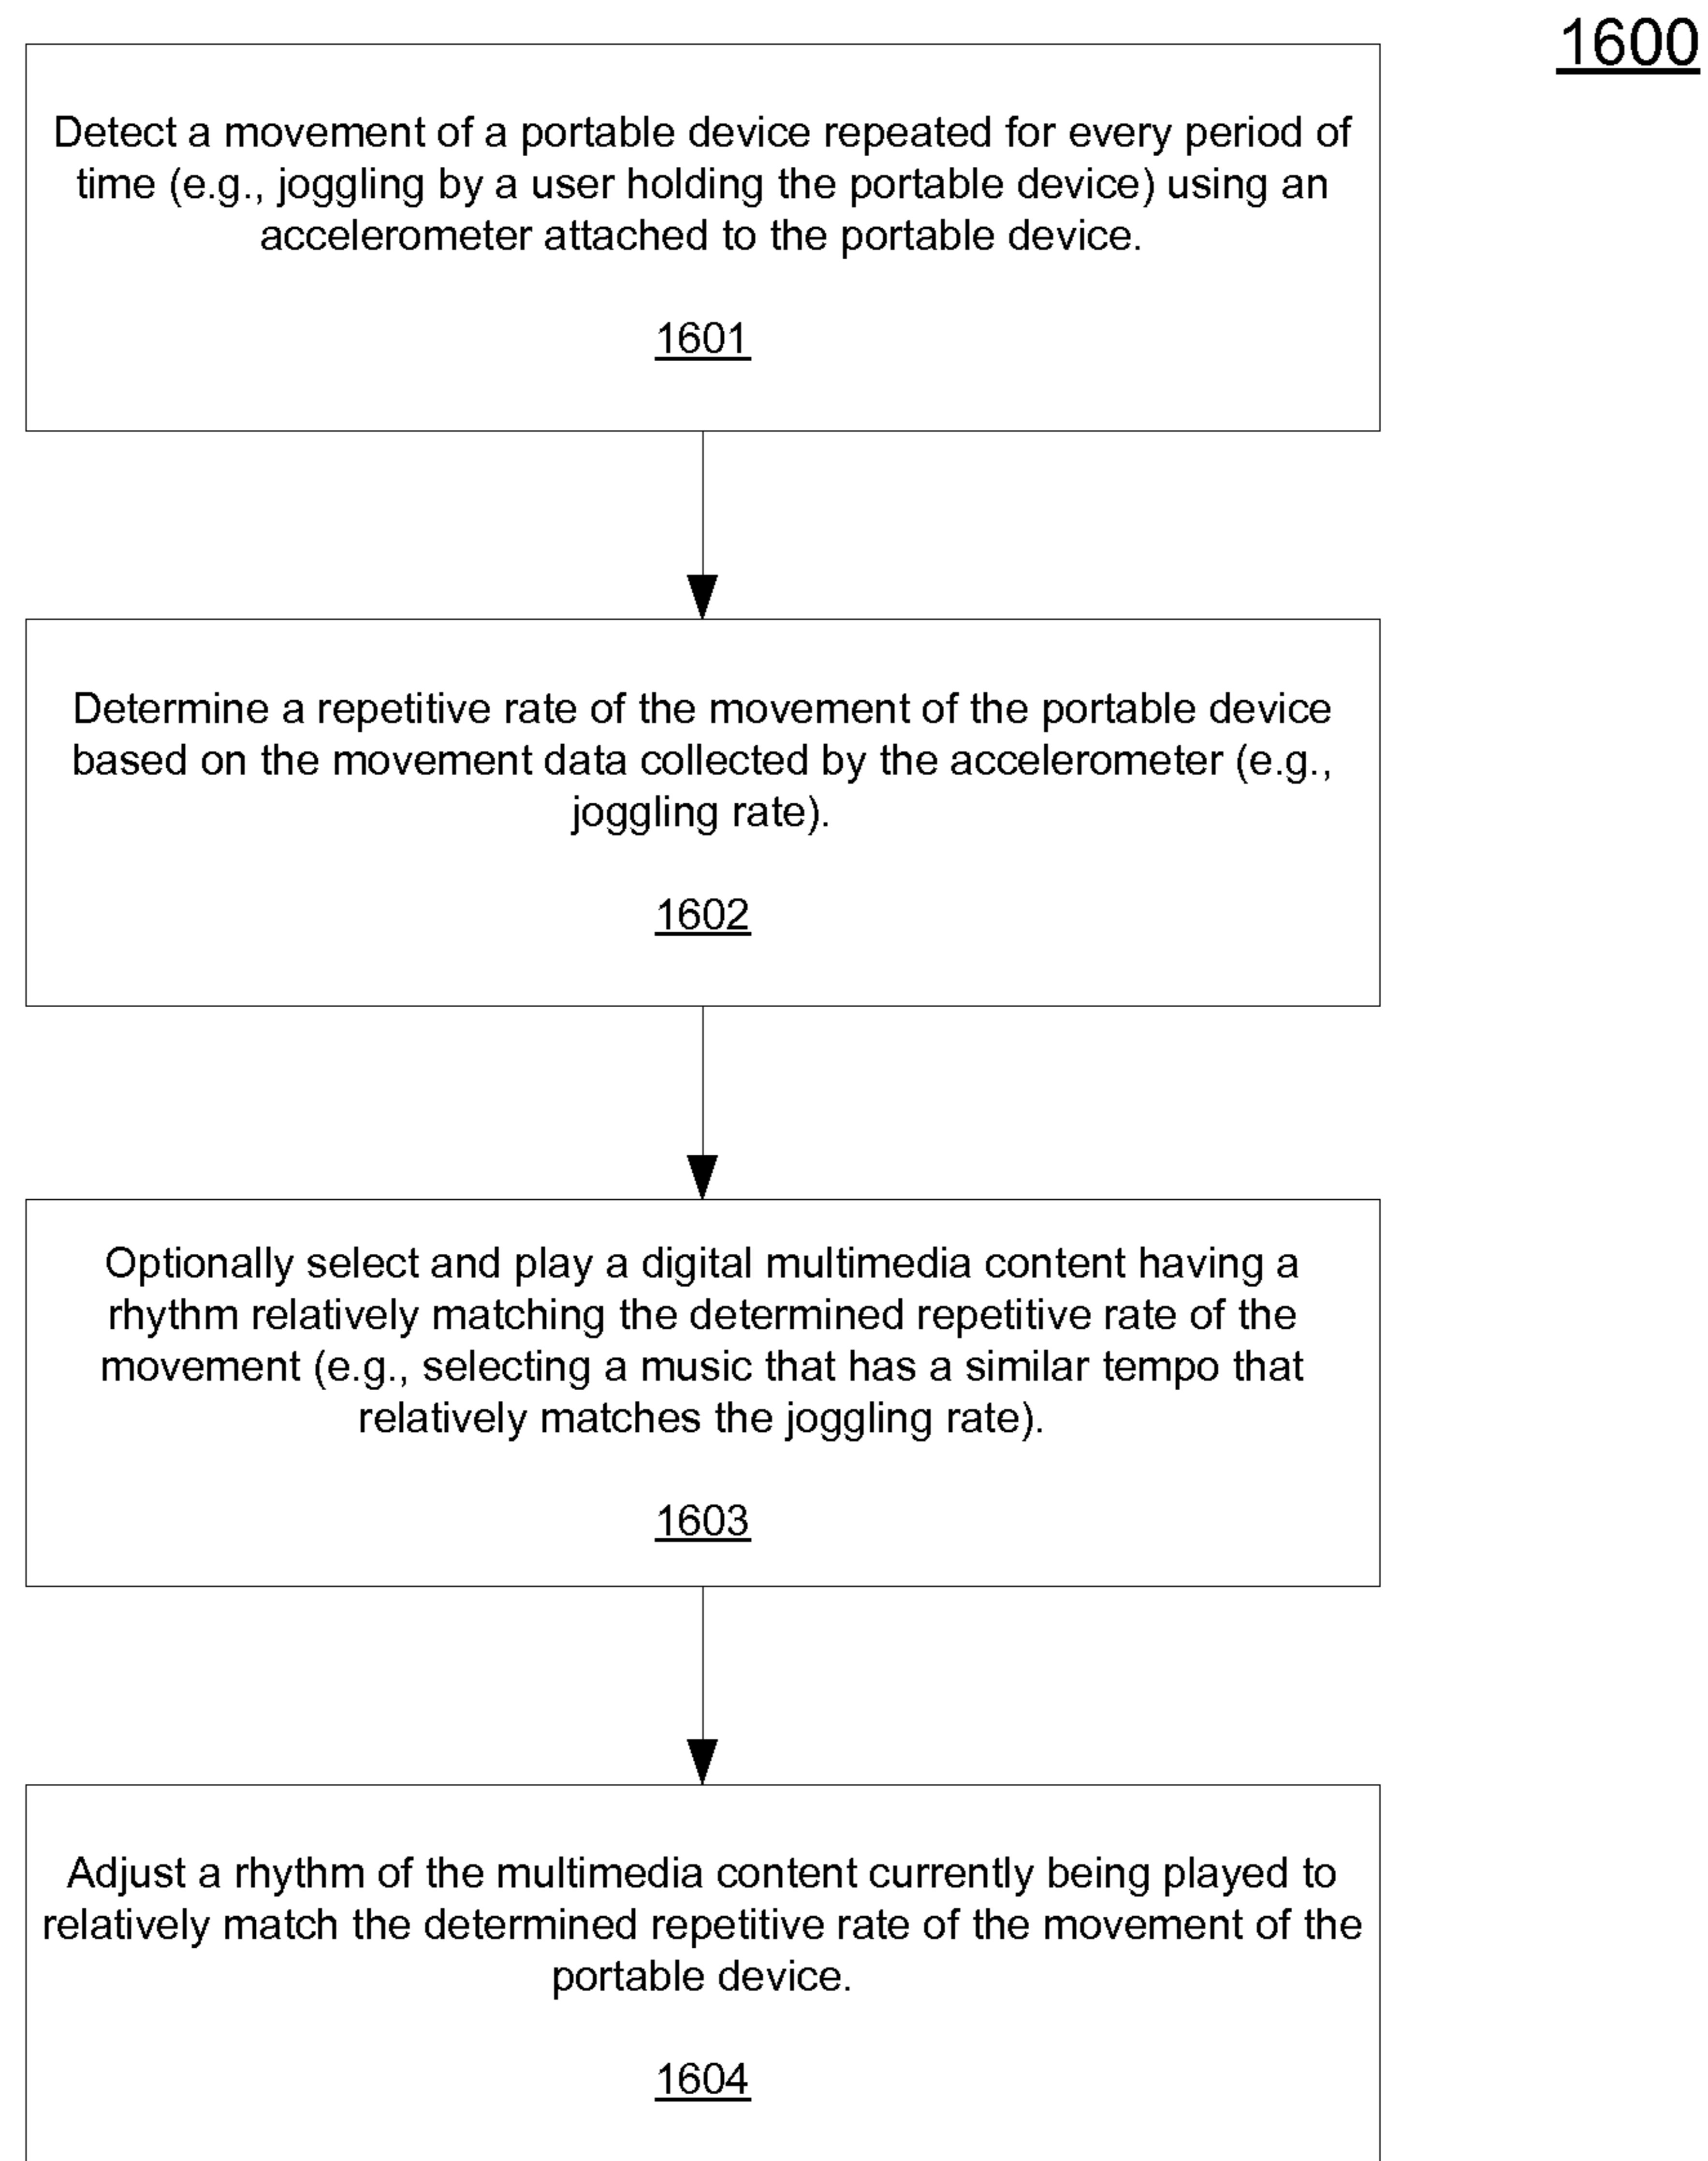 1600
Detect a movement of a portable device repeated for every period of
time (e.g., joggling by a user holding the portable device) using an
accelerometer attached to the portable device.
1601
Determine a repetitive rate of the movement of the portable device
based on the movement data collected by the accelerometer (e.g.,
joggling rate).
1602
Optionally select and play a digital multimedia content having a
rhythm relatively matching the determined repetitive rate of the
movement (e.g., selecting a music that has a similar tempo that
relatively matches the joggling rate).
1603
Adjust a rhythm of the multimedia content currently being played to
relatively match the determined repetitive rate of the movement of the
portable device.
1604